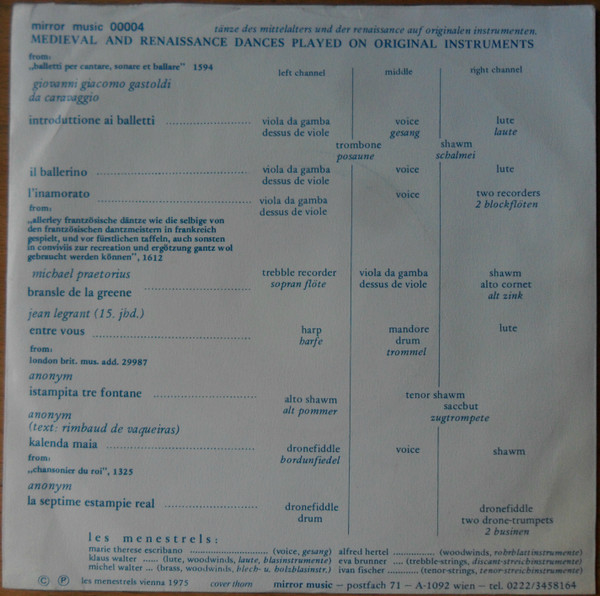 mirror music 00004 tänze des mittelalters und der renaissance auf originalen instrumenten.
MEDIEVAL AND RENAISSANCE DANCES PLAYED ON ORIGINAL INSTRUMENTS
from:
„balletti per cantare, sonare et ballare" 1594
left channel middle right channel
giovanni giacomo gastoldi
da caravaggio
introduttione ai balletti viola da gamba voice lute
dessus de viole gesang laute
trombone shawm
posaune schalmei
il ballerino viola da gamba voice lute
dessus de viole
l'inamorato viola da gamba voice two recorders
dessus de viole 2 blockflöten
from:
„allerley frantzösische däntze wie die selbige von
den frantzösischen dantzmeistern in frankreich
gespielt, und vor fürstlichen taffeln, auch sonsten
in conviviis zur recreation und ergötzung gantz wol
gebraucht werden können", 1612
michael praetorius trebble recorder viola da gamba shawm
bransle de la greene sopran flöte dessus de viole alto cornet
alt zink
jean legrant (15. jhd.)
entre vous harp mandore lute
harfe drum
trommel
from:
london brit. mus. add. 29987
anonym
istampita tre fontane alto shawm tenor shawm
alt pommer saccbut
zugtrompete
anonym
(text: rimbaud de vaqueiras)
kalenda maia dronefiddle voice shawm
bordunfiedel
from:
„chansonier du roi", 1325
anonym
la septime estampie real dronefiddle dronefiddle
drum two drone-trumpets
2 businen
les menestrels:
marie therese escribano (voice, gesang) alfred hertel (woodwinds, rohrblattinstrumente)
klaus walter (lute, woodwinds, laute, blasinstrumente) eva brunner (trebble-strings, discant-streichinstrumente)
michel walter (brass, woodwinds, blech- u. holzblasinstr.) ivan fischer (tenor-strings, tenor-streichinstrumente)
© ℗ les menestrels vienna 1975 cover thorn mirror music – postfach 71 – A-1092 wien – tel. 0222/3458164